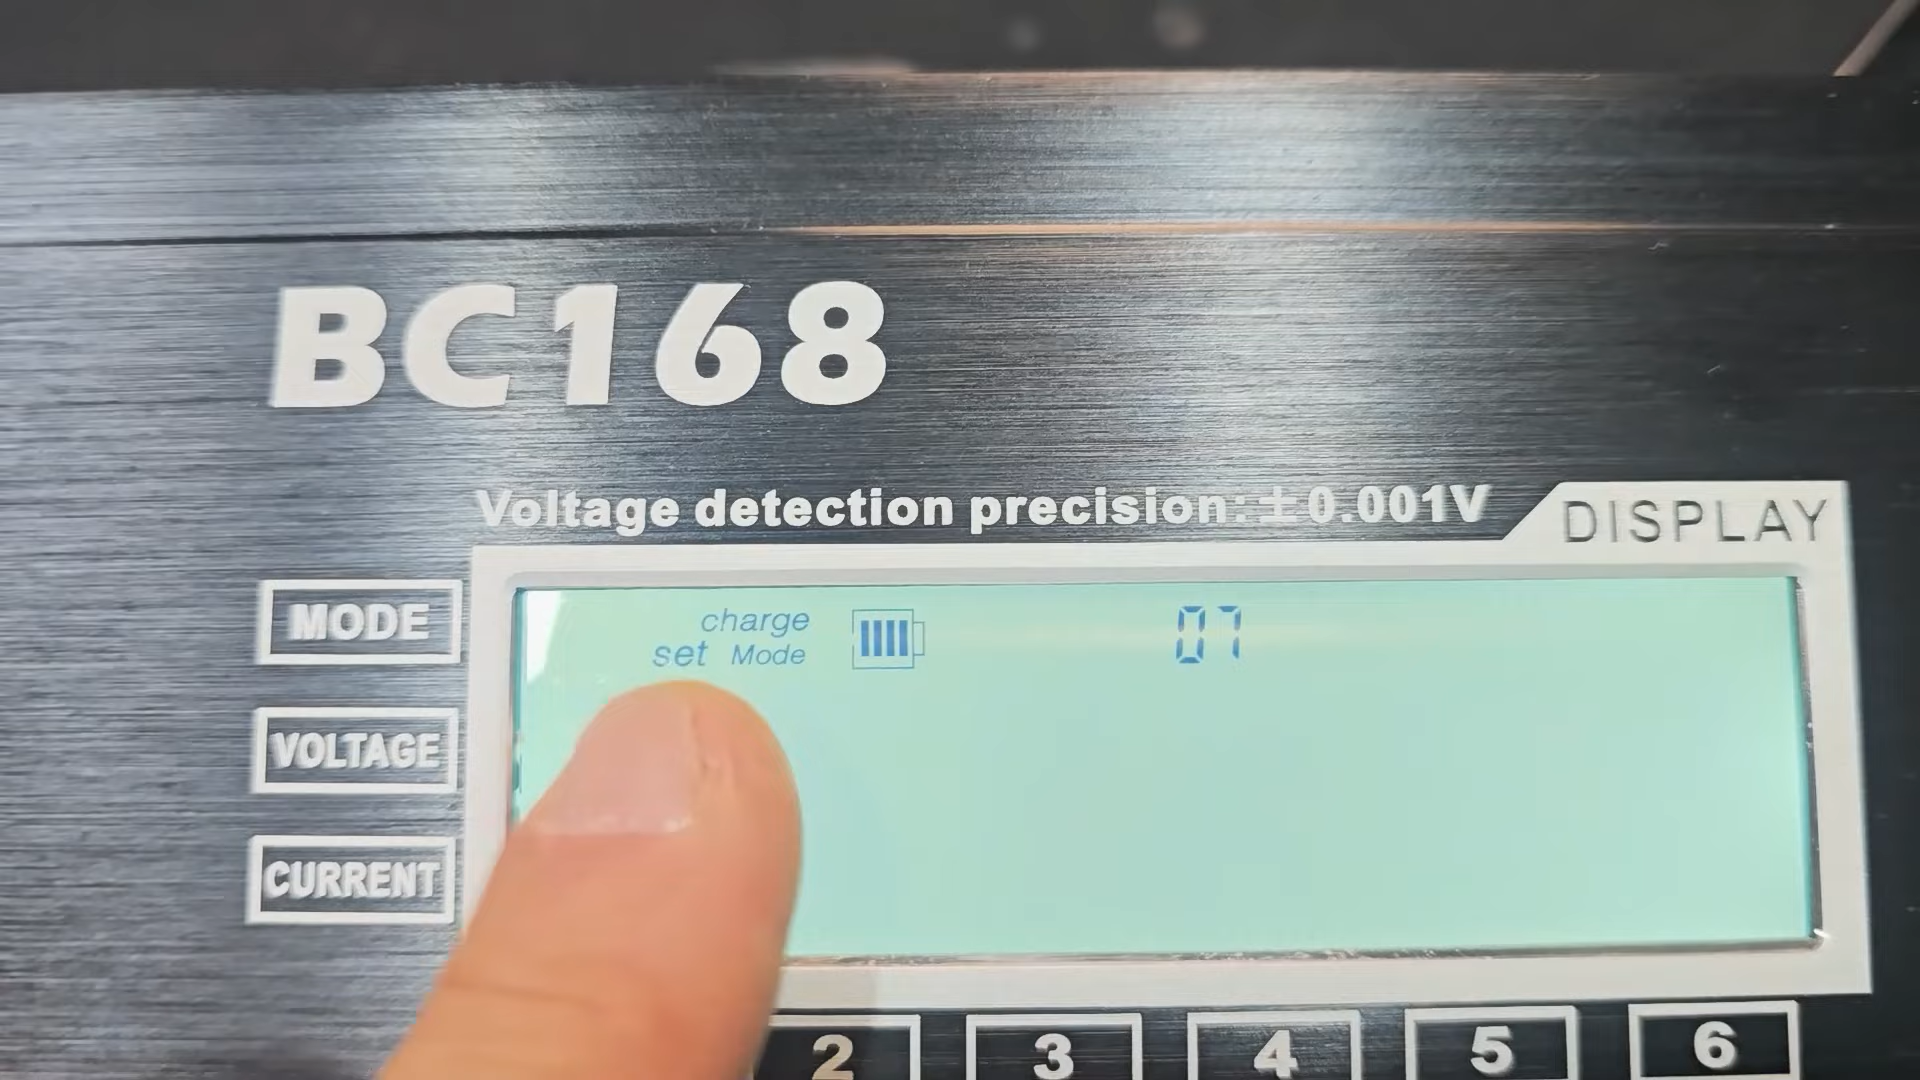 BC168
Voltage detection precision: ±0.001V
DISPLAY
MODE
VOLTAGE
CURRENT
charge
set Mode
07
2
3
4
5
6